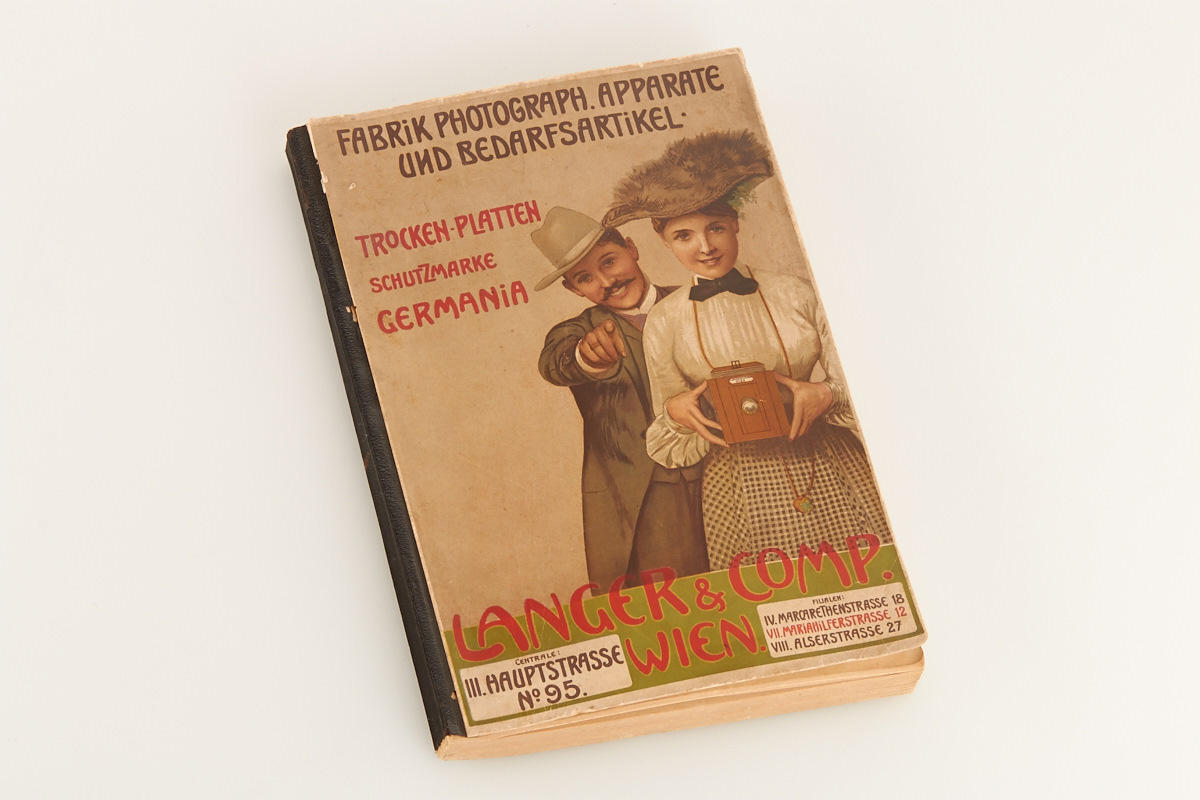 FABRiK PHOTOGRAPH. APPARATE
UND BEDARFSARTiKEL·
TROCKEN-PLATTEN
SCHUTZMARKE
GERMANiA
LANGER & COMP.
WIEN.
CENTRALE:
III. HAUPTSTRASSE
No 95.
FILIALEN:
IV. MARGARETHENSTRASSE 18
VII. MARIAHILFERSTRASSE 12
VIII. ALSERSTRASSE 27